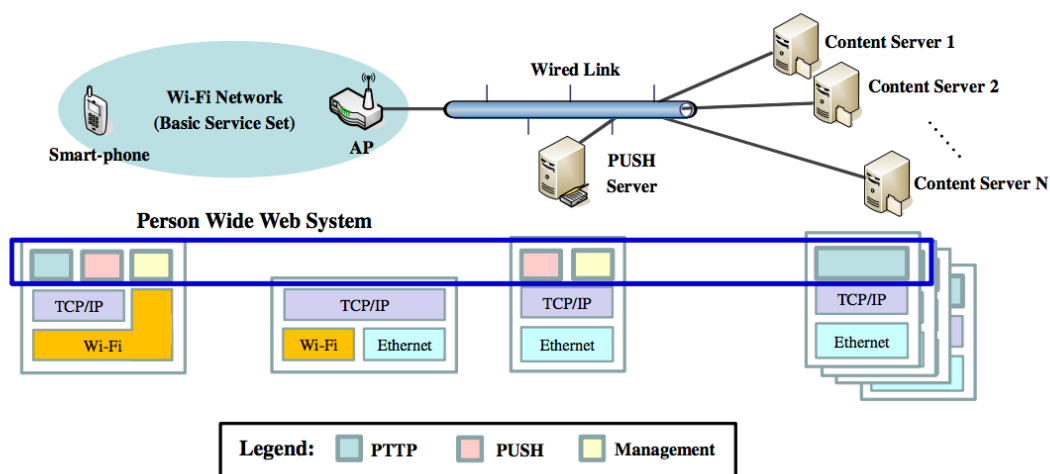 Content Server 1
Wired Link
Content Server 2
Wi-Fi Network
(Basic Service Set)
Smart-phone
AP
PUSH
Server
Content Server N
Person Wide Web System
TCP/IP
Wi-Fi
TCP/IP
Wi-Fi
Ethernet
TCP/IP
Ethernet
TCP/IP
Ethernet
Legend:
PTTP
PUSH
Management